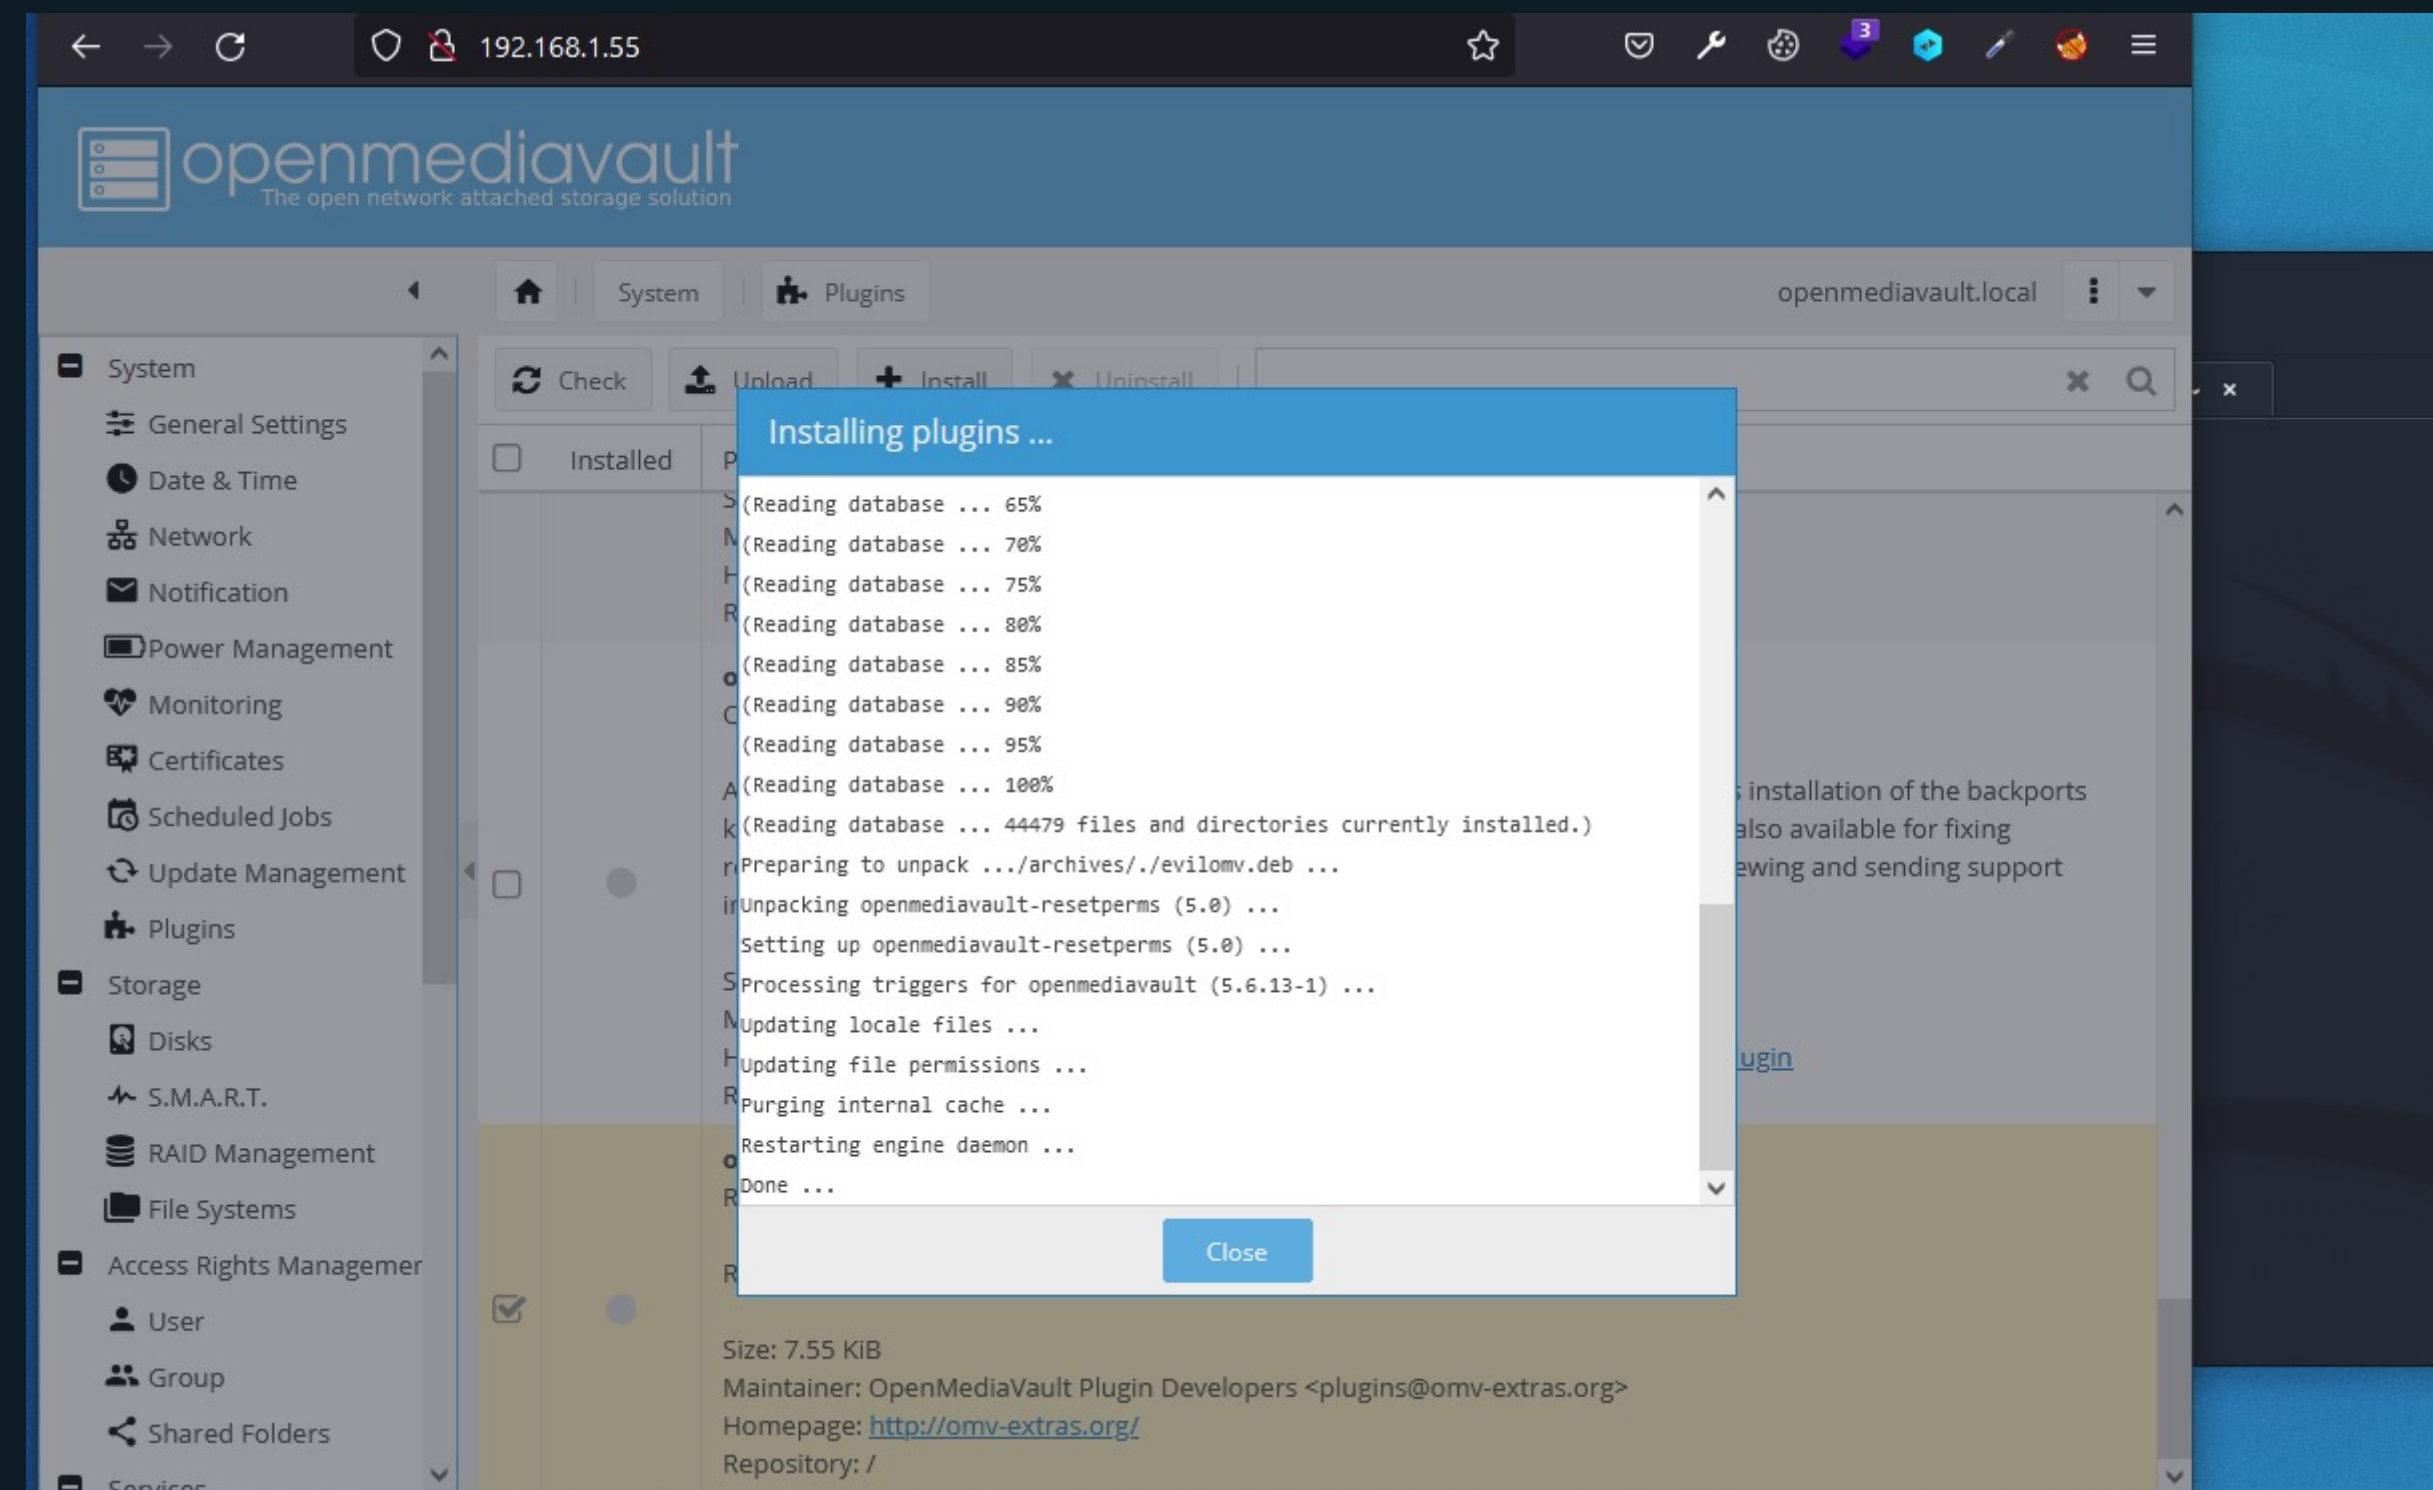 192.168.1.55
3
openmediavault
The open network attached storage solution
System
Plugins
openmediavault.local
System
General Settings
Date & Time
Network
Notification
Power Management
Monitoring
Certificates
Scheduled Jobs
Update Management
Plugins
Storage
Disks
S.M.A.R.T.
RAID Management
File Systems
Access Rights Managemer
User
Group
Shared Folders
Services
Check
Upload
Install
Uninstall
Installed
Installing plugins ...
(Reading database ... 65%
(Reading database ... 70%
(Reading database ... 75%
(Reading database ... 80%
(Reading database ... 85%
(Reading database ... 90%
(Reading database ... 95%
(Reading database ... 100%
(Reading database ... 44479 files and directories currently installed.)
Preparing to unpack .../archives/./evilomv.deb ...
Unpacking openmediavault-resetperms (5.0) ...
Setting up openmediavault-resetperms (5.0) ...
Processing triggers for openmediavault (5.6.13-1) ...
Updating locale files ...
Updating file permissions ...
Purging internal cache ...
Restarting engine daemon ...
Done ...
Close
installation of the backports
also available for fixing
ewing and sending support
ugin
Size: 7.55 KiB
Maintainer: OpenMediaVault Plugin Developers <plugins@omv-extras.org>
Homepage: http://omv-extras.org/
Repository: /